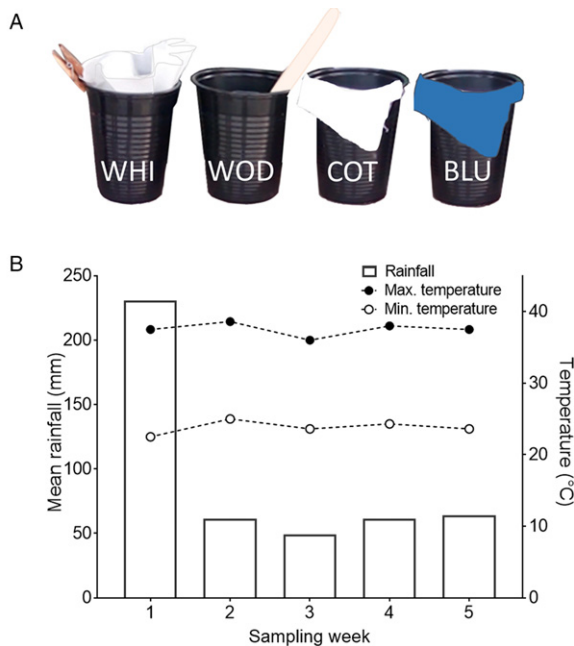 A
WHI
WOD
COT
BLU
B
Rainfall
Max. temperature
Min. temperature
Mean rainfall (mm)
250
200
150
100
50
0
Temperature (°C)
40
30
20
10
0
1 2 3 4 5
Sampling week